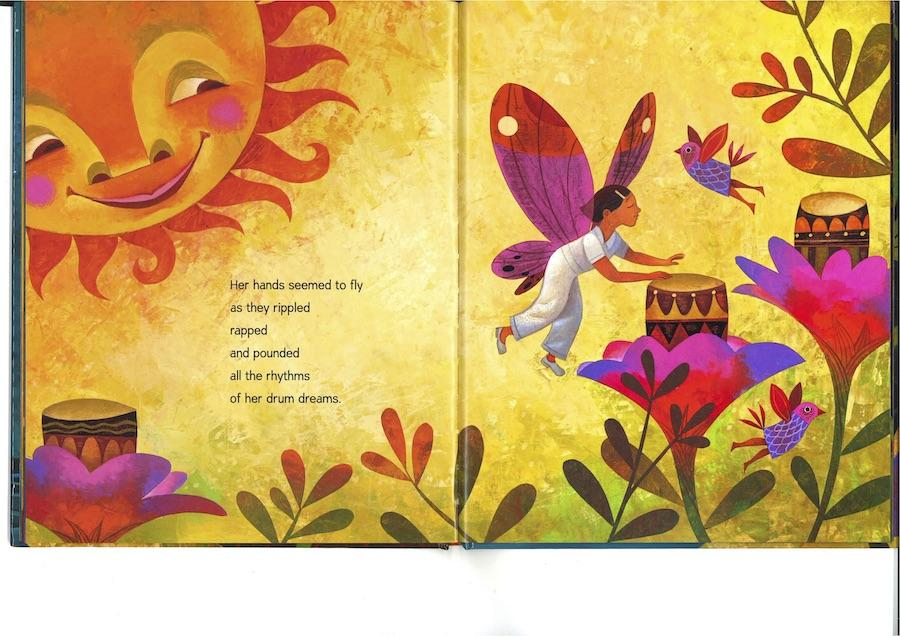 Her hands seemed to fly
as they rippled
rapped
and pounded
all the rhythms
of her drum dreams.